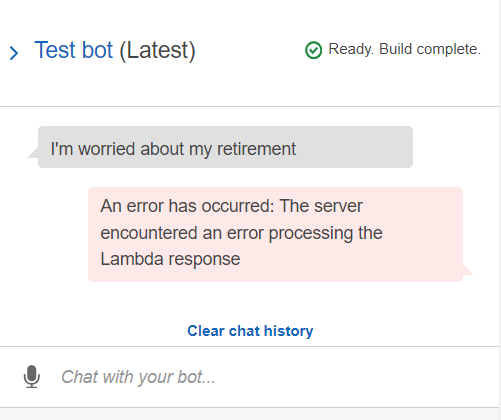 Test bot (Latest)
Ready. Build complete.
I'm worried about my retirement
An error has occurred: The server
encountered an error processing the
Lambda response
Clear chat history
Chat with your bot...